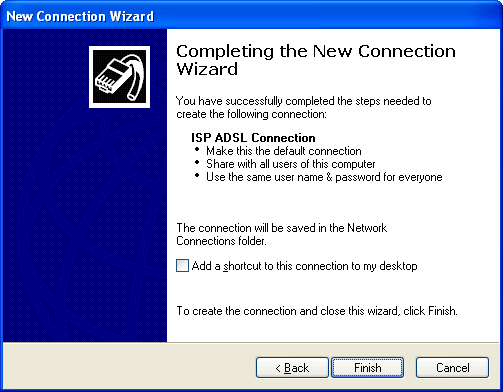 New Connection Wizard
Completing the New Connection
Wizard
You have successfully completed the steps needed to
create the following connection:
ISP ADSL Connection
• Make this the default connection
• Share with all users of this computer
• Use the same user name & password for everyone
The connection will be saved in the Network
Connections folder.
Add a shortcut to this connection to my desktop
To create the connection and close this wizard, click Finish.
< Back
Finish
Cancel